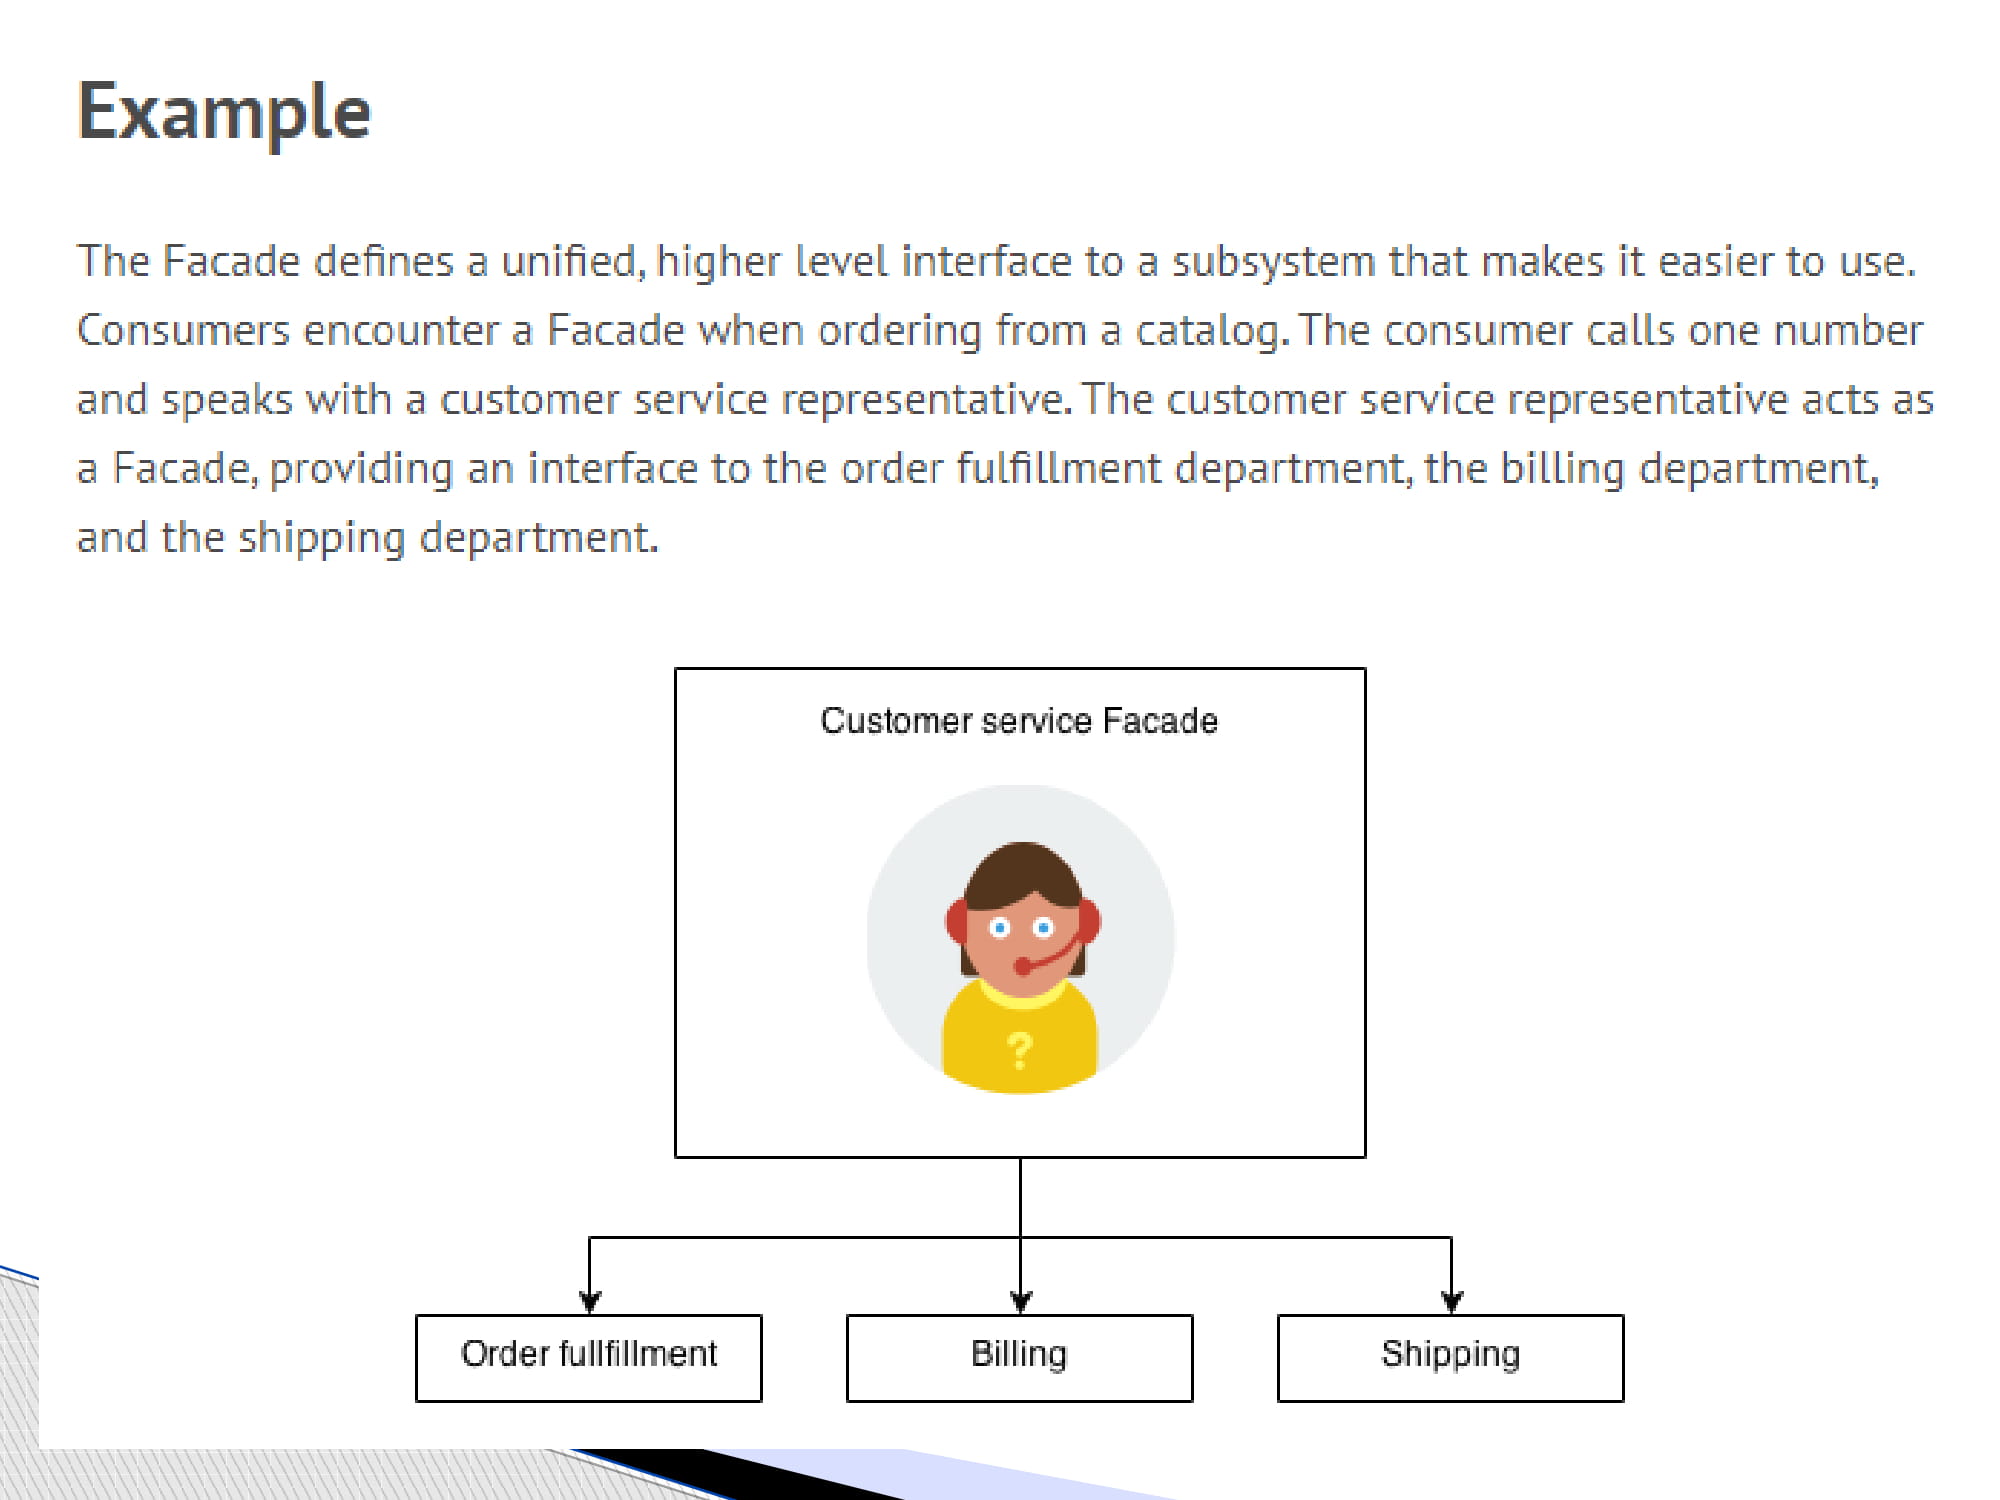 Example
The Facade defines a unified, higher level interface to a subsystem that makes it easier to use.
Consumers encounter a Facade when ordering from a catalog. The consumer calls one number
and speaks with a customer service representative. The customer service representative acts as
a Facade, providing an interface to the order fulfillment department, the billing department,
and the shipping department.
Customer service Facade
?
Order fullfillment
Billing
Shipping